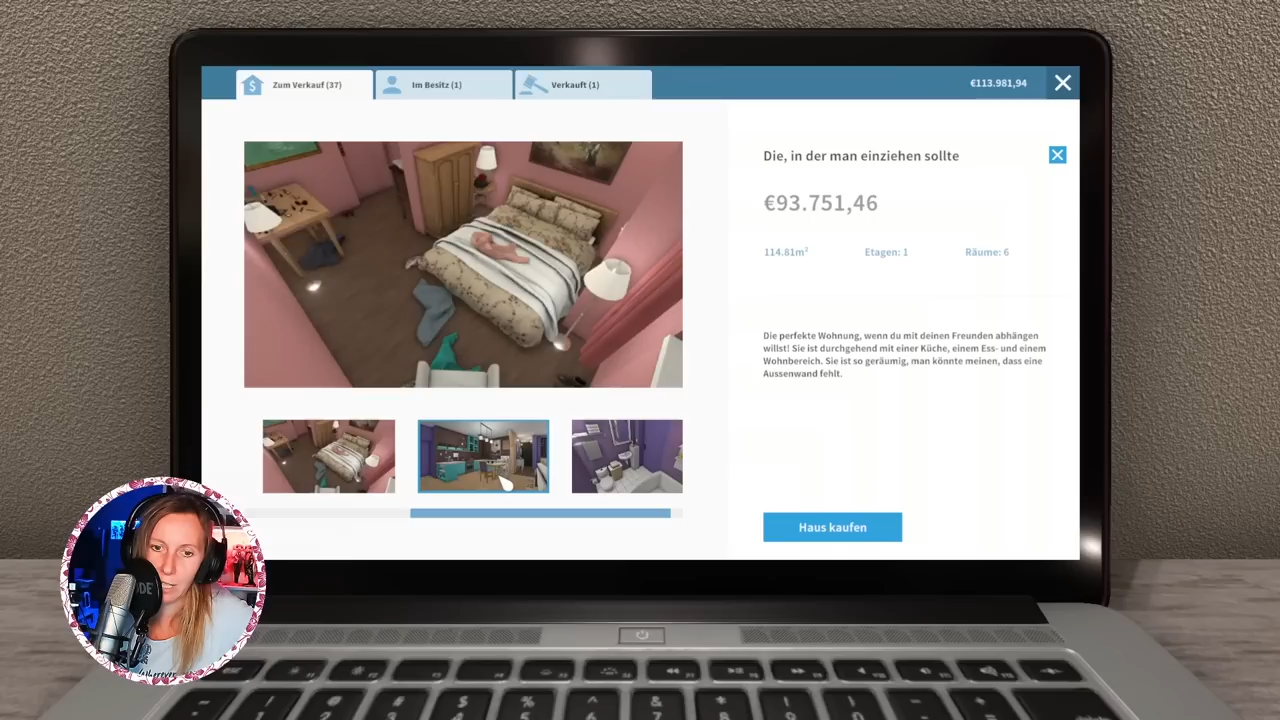 Zum Verkauf (37)
Im Besitz (1)
Verkauft (1)
€113.981,94
Die, in der man einziehen sollte
€93.751,46
114.81m²
Etagen: 1
Räume: 6
Die perfekte Wohnung, wenn du mit deinen Freunden abhängen
willst! Sie ist durchgehend mit einer Küche, einem Ess- und einem
Wohnbereich. Sie ist so geräumig, man könnte meinen, dass eine
Aussenwand fehlt.
Haus kaufen